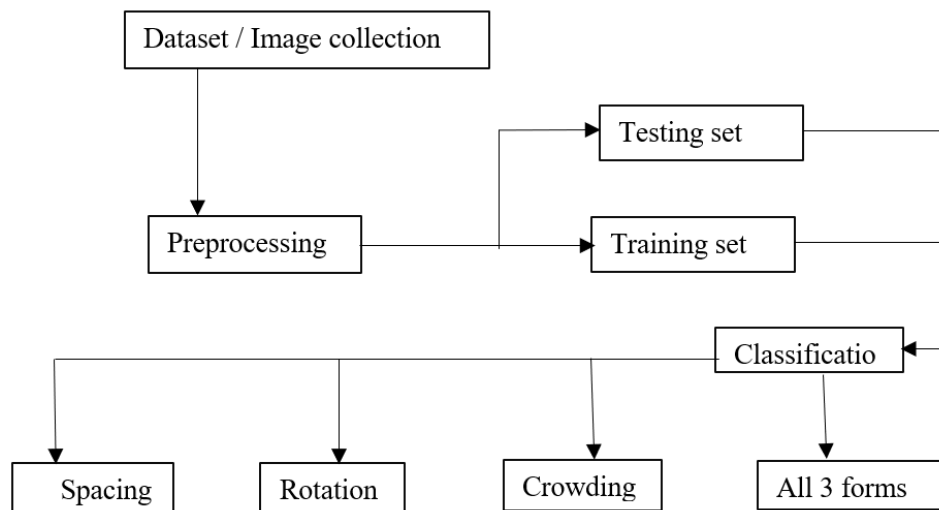 Dataset / Image collection
Testing set
Preprocessing
Training set
Classificatio
Spacing
Rotation
Crowding
All 3 forms